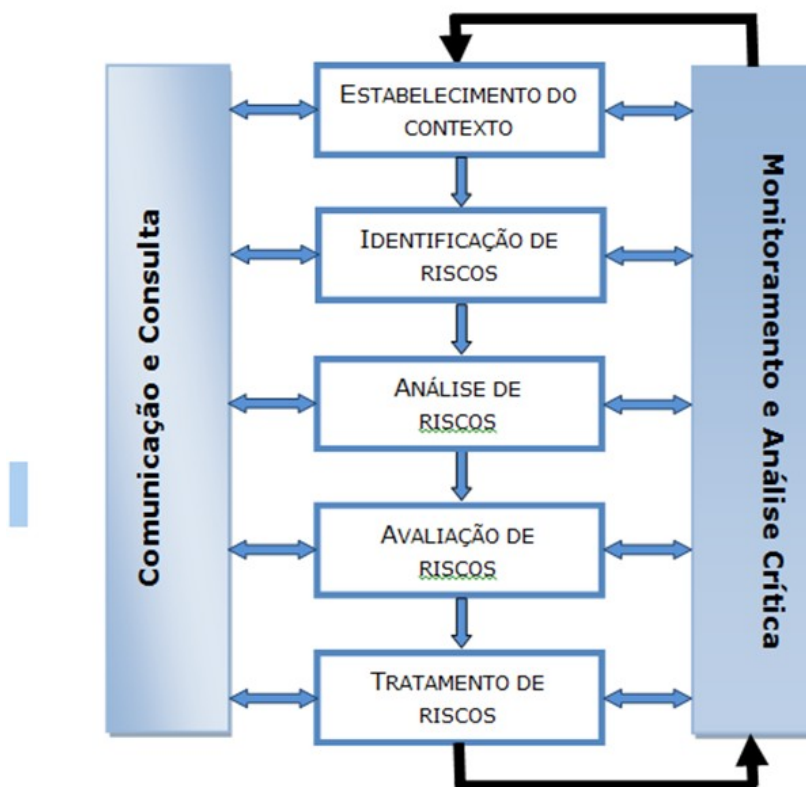 ESTABELECIMENTO DO
CONTEXTO
IDENTIFICAÇÃO DE
RISCOS
ANÁLISE DE
RISCOS
AVALIAÇÃO DE
RISCOS
TRATAMENTO DE
RISCOS
Comunicação e Consulta
Monitoramento e Análise Crítica